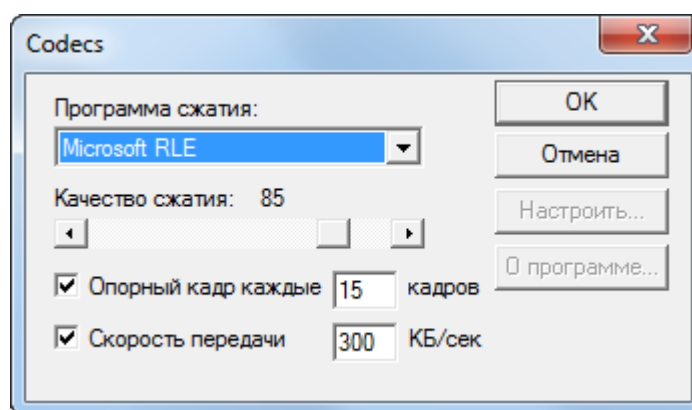 Codecs
Программа сжатия:
Microsoft RLE
Качество сжатия: 85
Опорный кадр каждые 15 кадров
Скорость передачи 300 КБ/сек
OK
Отмена
Настроить...
О программе...